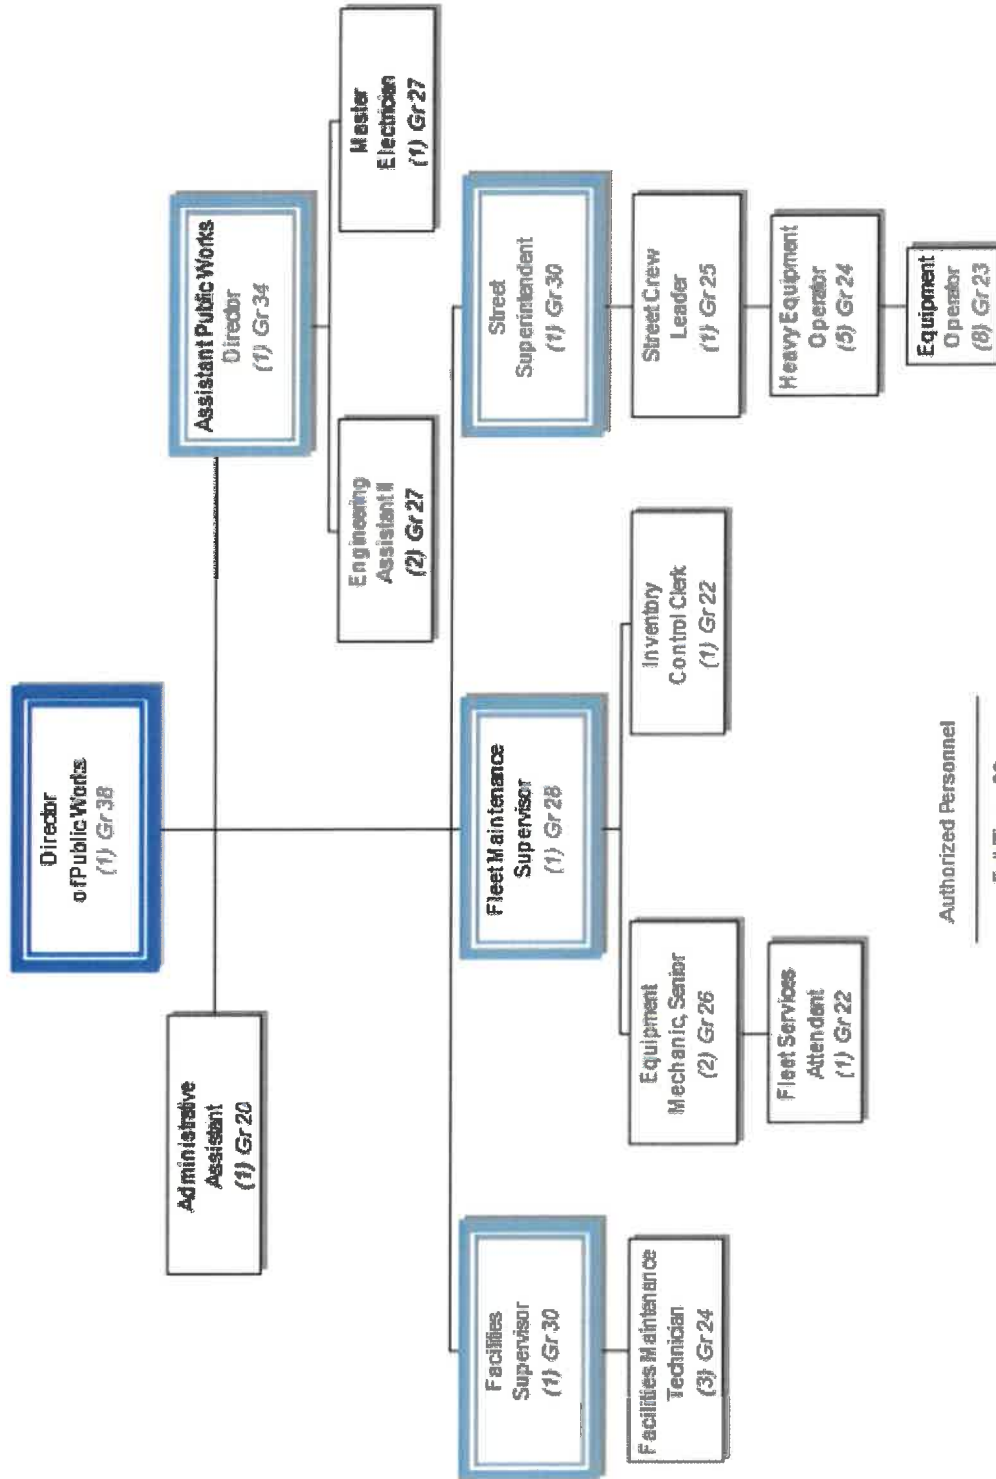 Director
of Public Works
(1) Gr 38
Administrative
Assistant
(1) Gr 20
Assistant Public Works
Director
(1) Gr 34
Engineering
Assistant II
(2) Gr 27
Master
Electrician
(1) Gr 27
Facilities
Supervisor
(1) Gr 30
Fleet Maintenance
Supervisor
(1) Gr 28
Street
Superintendent
(1) Gr 30
Facilities Maintenance
Technician
(3) Gr 24
Equipment
Mechanic, Senior
(2) Gr 26
Inventory
Control Clerk
(1) Gr 22
Street Crew
Leader
(1) Gr 25
Fleet Services
Attendant
(1) Gr 22
Heavy Equipment
Operator
(5) Gr 24
Equipment
Operator
(8) Gr 23
Authorized Personnel